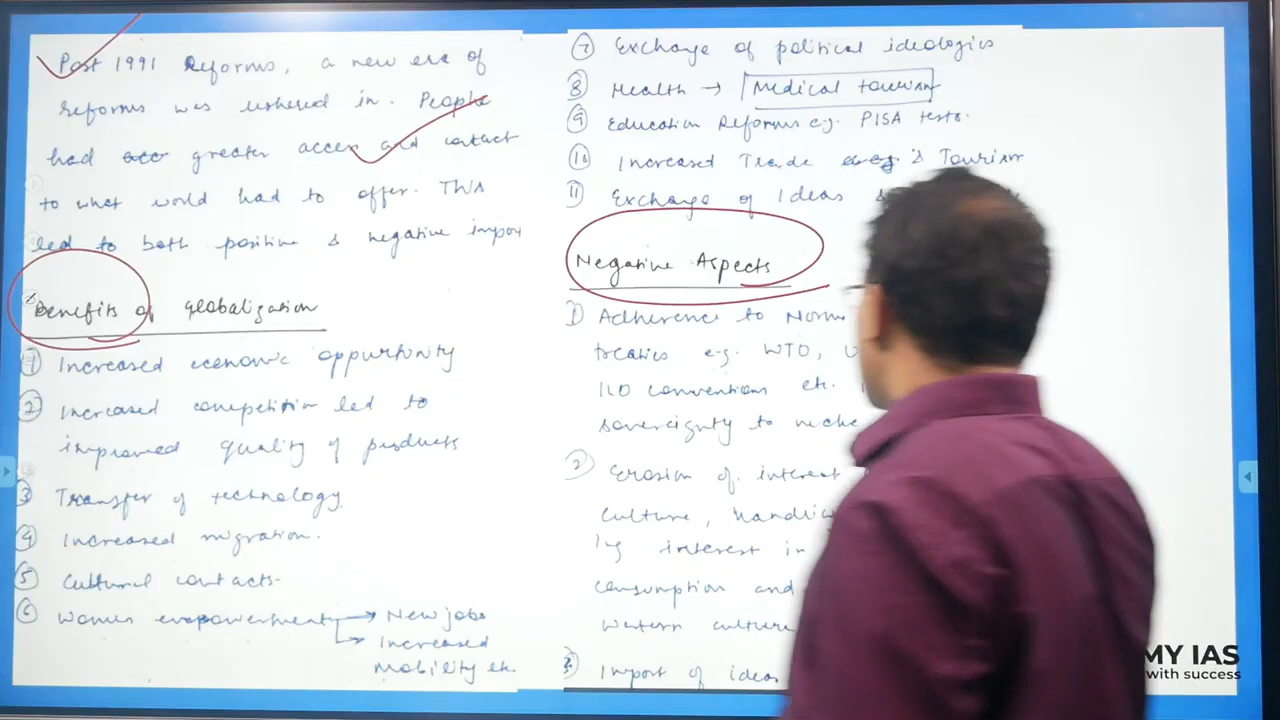 Post 1991 Reforms, a new era of
reforms was ushered in. People
had greater access and contact
to what world had to offer. This
led to both positive & negative impact
Benefits of globalization
① Increased economic oppurtunity
② Increased competition led to
improved quality of products
③ Transfer of technology.
④ Increased migration.
⑤ Cultural contacts-
⑥ Women empowerment → New jobs
→ Increased
Mobility etc.
7 Exchange of political ideologies
8 Health → Medical tourism
9 Education Reforms e.g. PISA tests.
10 Increased Trade & Tourism
11 Exchange of Ideas &
Negative Aspects
1) Adherence to Norms
treaties e.g. WTO, U
ILO conventions etc.
sovereignty to make
2) Erosion of interest
culture,
by interest in
consumption and
Western culture
3) Import of ideas
MY IAS
with success